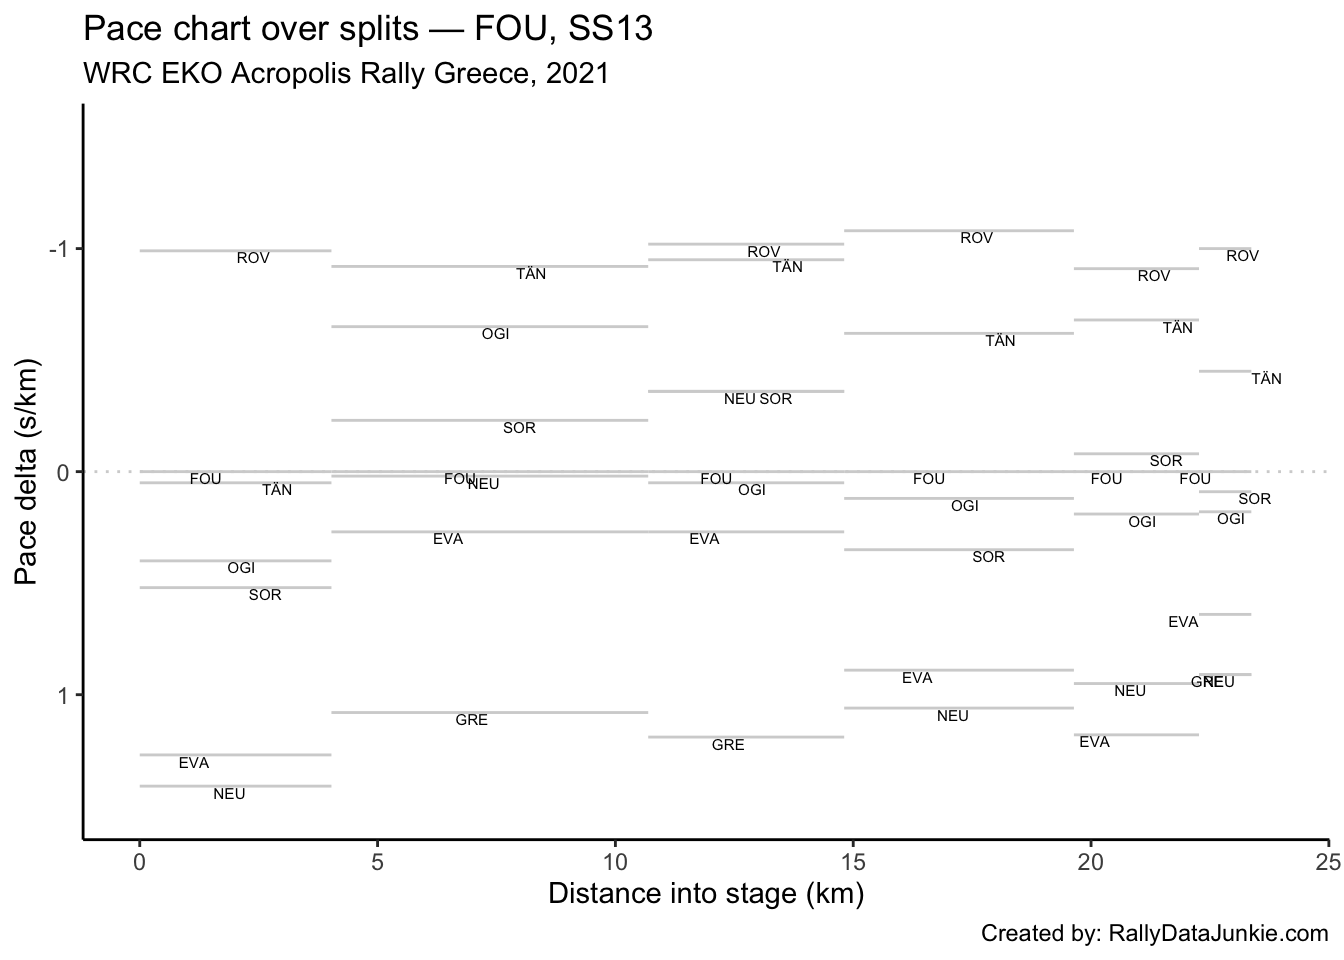 Pace chart over splits — FOU, SS13
WRC EKO Acropolis Rally Greece, 2021
Pace delta (s/km)
-1
0
1
ROV
FOU
TÄN
OGI
SOR
EVA
NEU
TÄN
OGI
SOR
FOU
NEU
EVA
GRE
ROV
TÄN
NEU SOR
FOU
OGI
EVA
GRE
ROV
TÄN
FOU
OGI
SOR
EVA
NEU
ROV
TÄN
SOR
FOU
OGI
NEU
EVA
ROV
TÄN
FOU
SOR
OGI
EVA
GRE
NEU
0 5 10 15 20 25
Distance into stage (km)
Created by: RallyDataJunkie.com